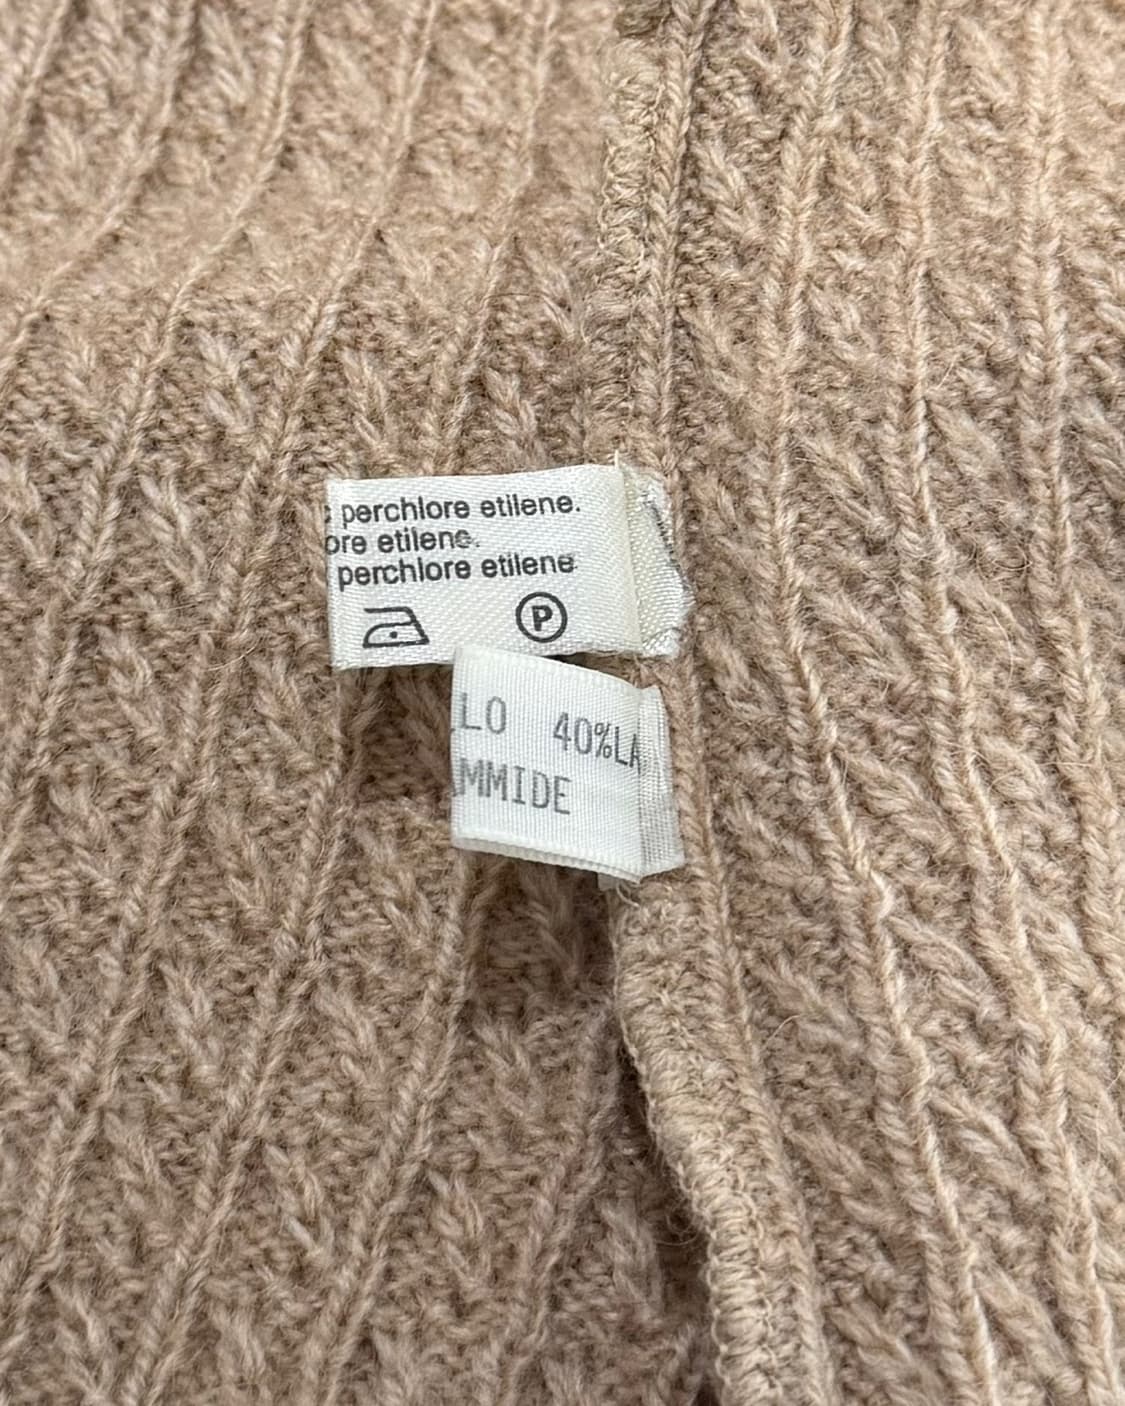 perchlore etilene.
ore etilene.
perchlore etilene
P
LO 40%LA
MMIDE